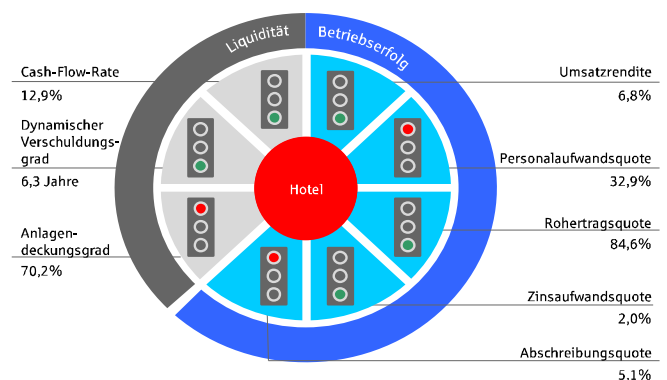 Liquidität
Betriebserfolg
Cash-Flow-Rate
12,9%
Dynamischer
Verschuldungs-
grad
6,3 Jahre
Anlagen-
deckungsgrad
70,2%
Hotel
Umsatzrendite
6,8%
Personalaufwandsquote
32,9%
Rohertragsquote
84,6%
Zinsaufwandsquote
2,0%
Abschreibungsquote
5.1%